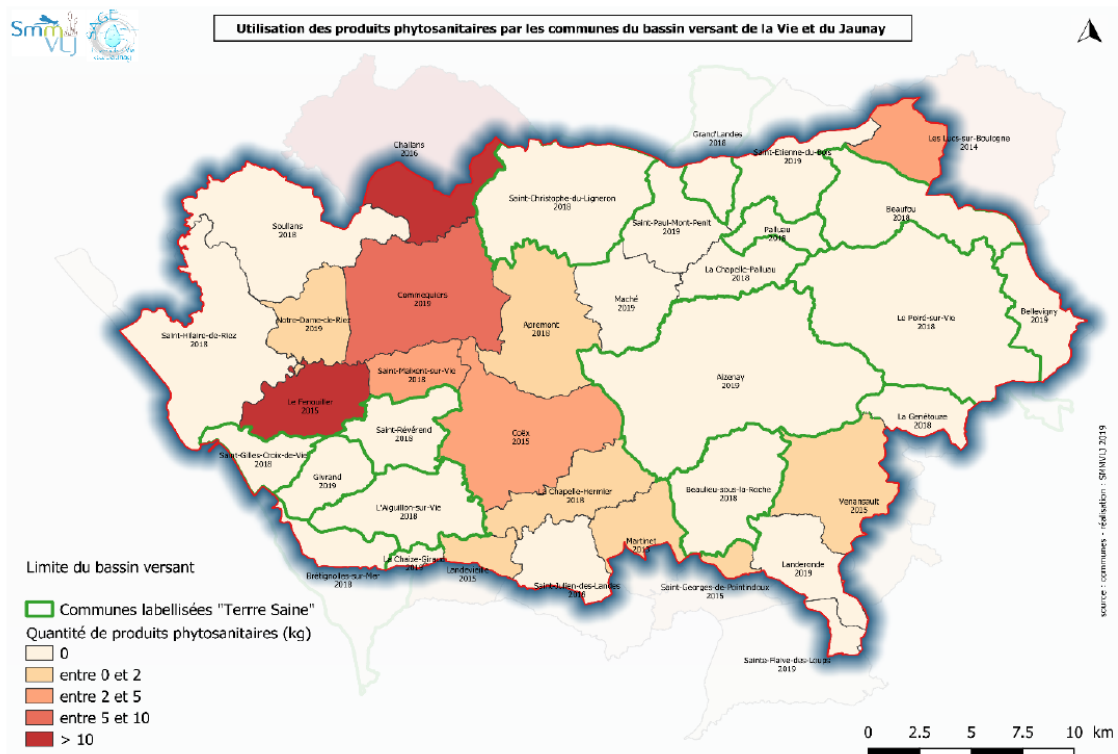 Utilisation des produits phytosanitaires par les communes du bassin versant de la Vie et du Jaunay
Smm
VLJ
Challans
2016
Grand'Landes
2018
Saint-Etienne-du-Bois
2019
Les Lucs-sur-Boulogne
2014
Saint-Christophe-du-Ligneron
2018
Soullans
2018
Saint-Paul-Mont-Penit
2019
Palluau
2018
Beaufou
2018
La Chapelle-Palluau
2018
Commequiers
2019
Maché
2019
Bellevigny
2019
Notre-Dame-de-Riez
2019
Apremont
2018
Le Poiré-sur-Vie
2018
Saint-Hilaire-de-Riez
2018
Saint-Maixent-sur-Vie
2018
Aizenay
2019
Le Fenouiller
2015
La Genétouze
2018
Saint-Révérend
2018
Coëx
2015
Saint-Gilles-Croix-de-Vie
2018
Givrand
2019
La Chapelle-Hermier
2018
Beaulieu-sous-la-Roche
2018
Venansault
2015
L'Aiguillon-sur-Vie
2018
Martinet
La Chaize-Giraud
Landevieille
2015
Landeronde
2019
Bretignolles-sur-Mer
2019
Saint-Julien-des-Landes
Saint-Georges-de-Pointindoux
2015
Sainte-Flaive-des-Loups
2019
Limite du bassin versant
Communes labellisées "Terrre Saine"
Quantité de produits phytosanitaires (kg)
0
entre 0 et 2
entre 2 et 5
entre 5 et 10
> 10
0 2.5 5 7.5 10 km
source : communes - réalisation : SMMVLJ 2019